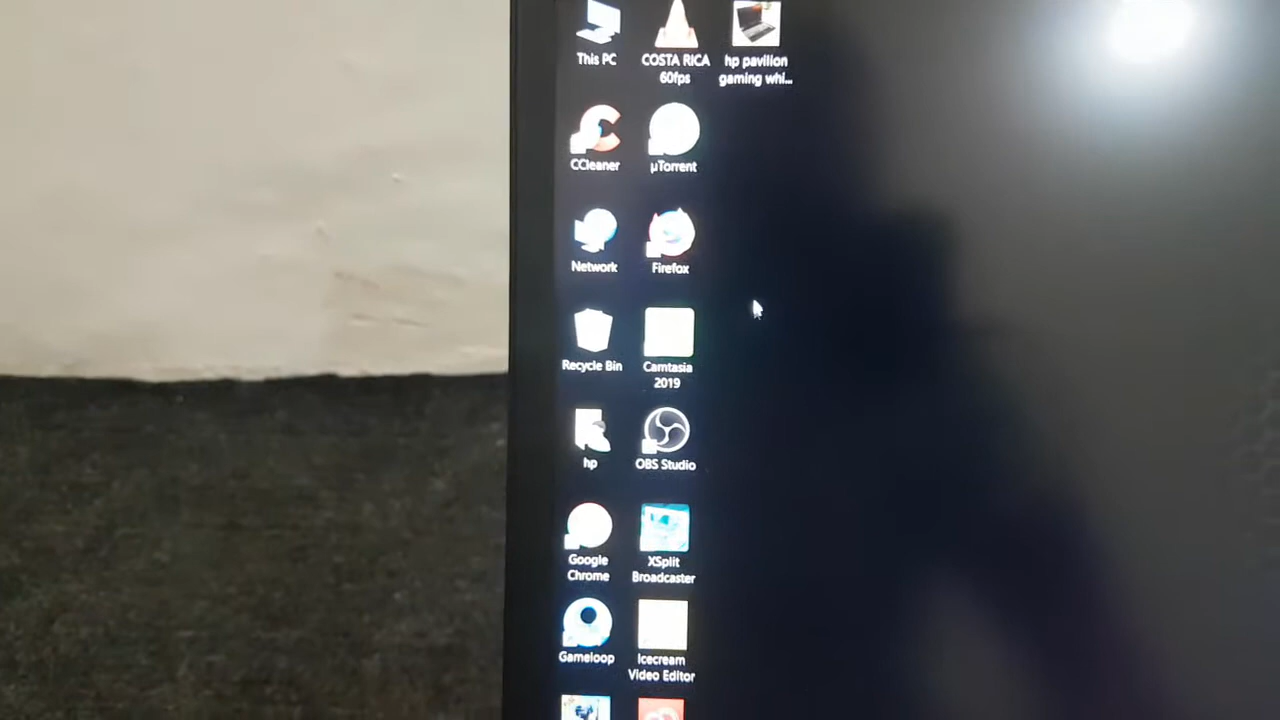 This PC
COSTA RICA
60fps
hp pavilion
gaming whi...
CCleaner
µTorrent
Network
Firefox
Recycle Bin
Camtasia
2019
hp
OBS Studio
Google
Chrome
XSplit
Broadcaster
Gameloop
Icecream
Video Editor